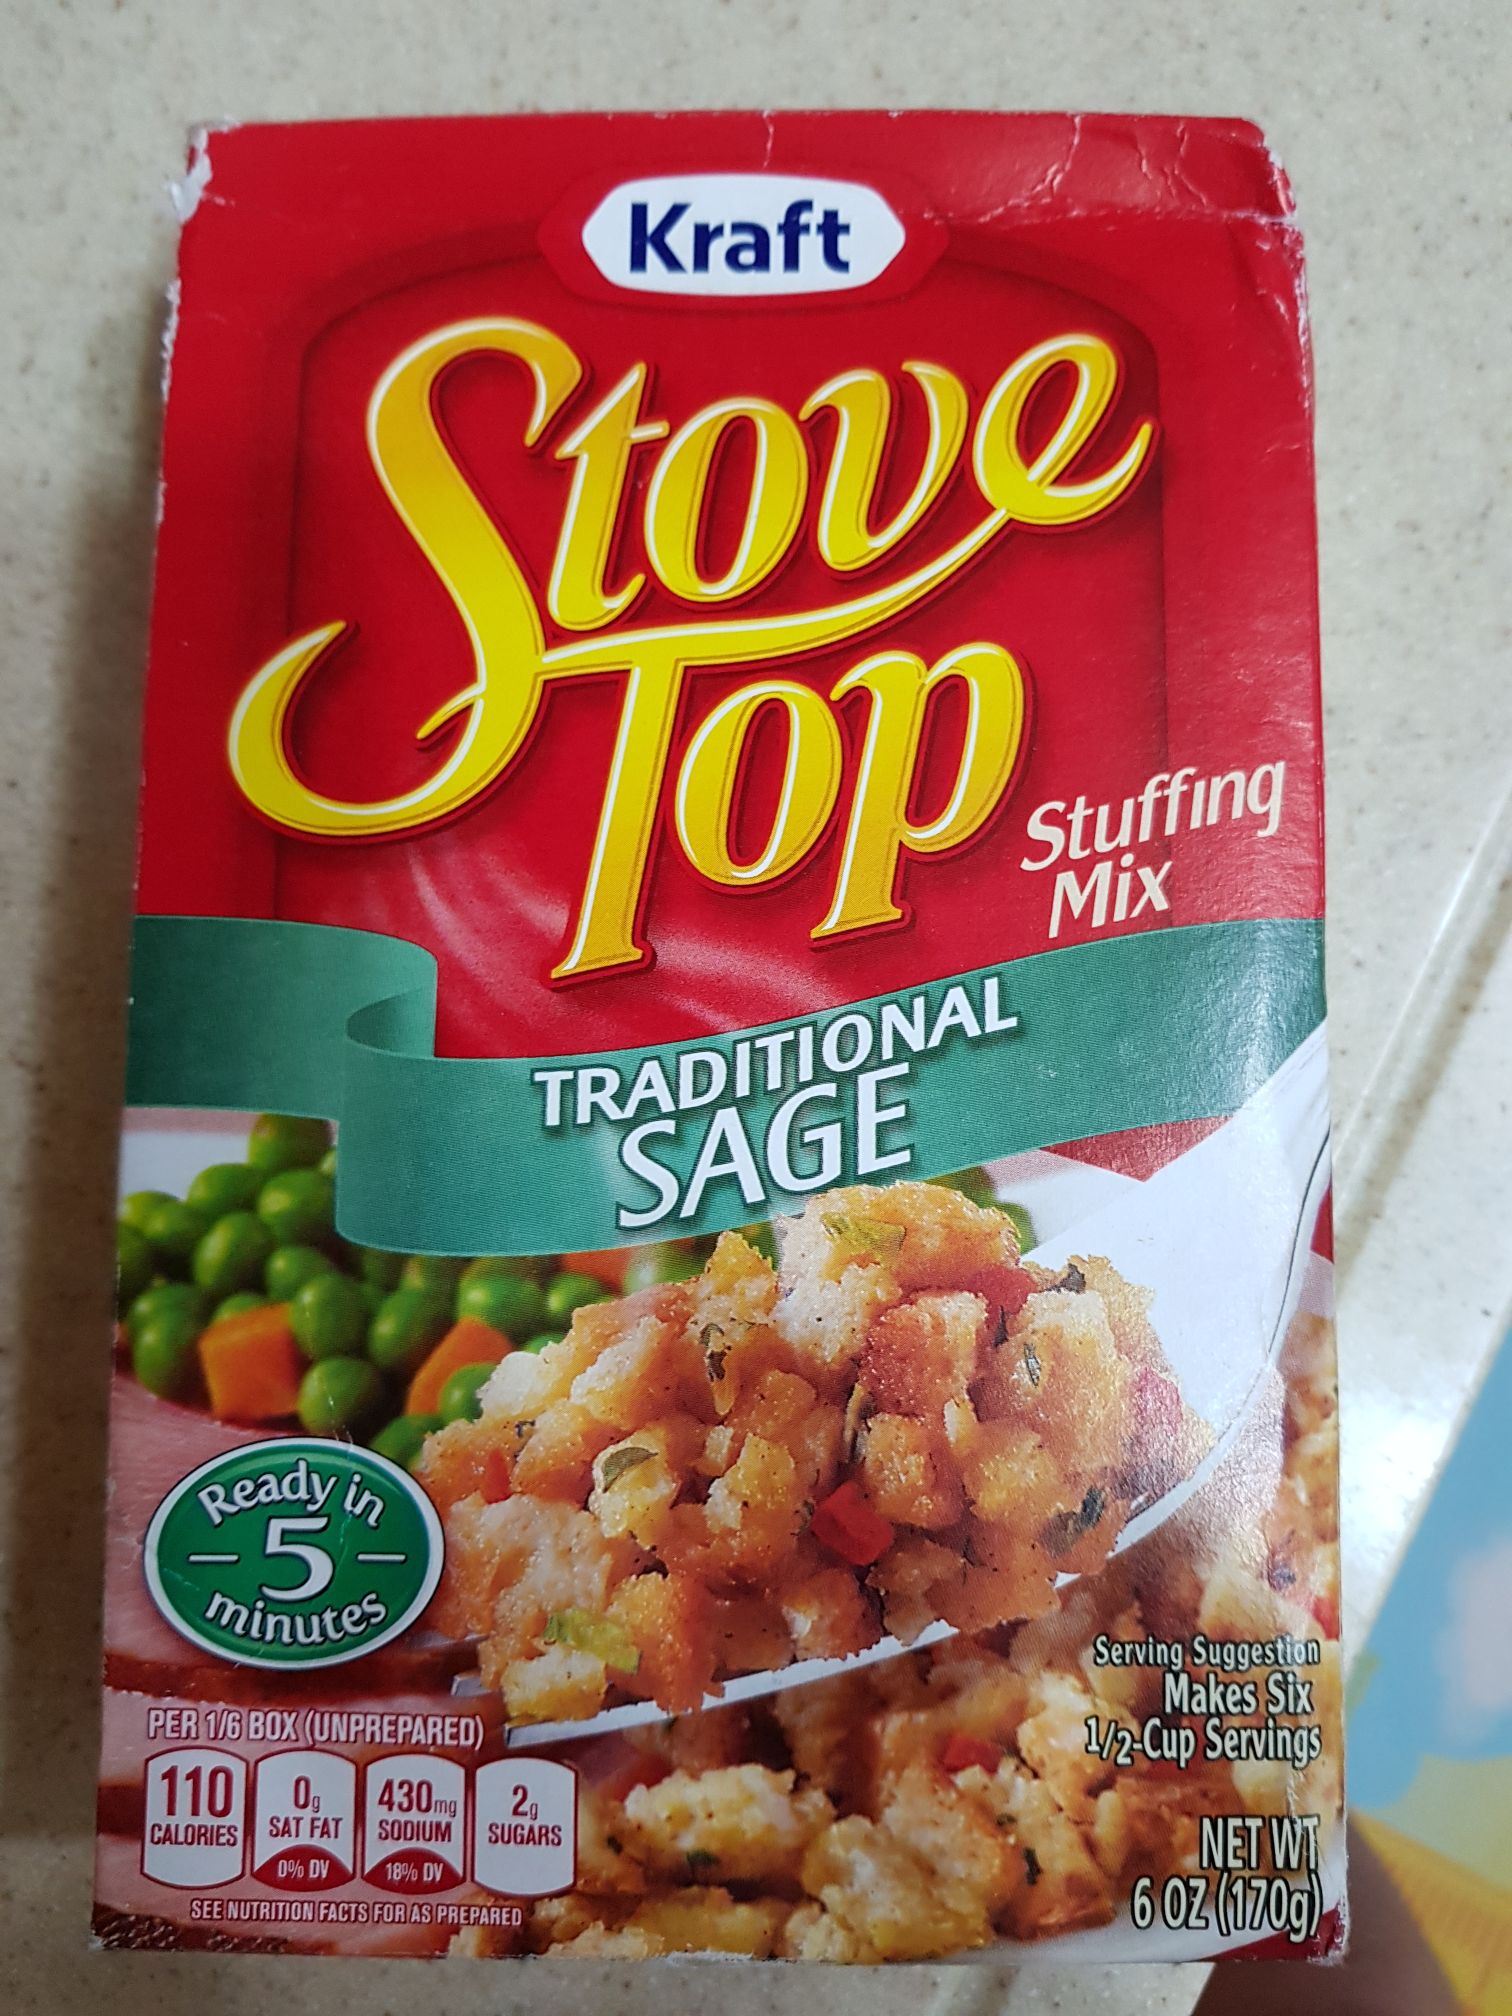 Kraft
Stove
Top
Stuffing
Mix
TRADITIONAL
SAGE
Ready in
5
minutes
Serving Suggestion
Makes Six
1/2-Cup Servings
PER 1/6 BOX (UNPREPARED)
110
CALORIES
0g
SAT FAT
0% DV
430mg
SODIUM
18% DV
2g
SUGARS
SEE NUTRITION FACTS FOR AS PREPARED
NET WT
6 OZ (170g)